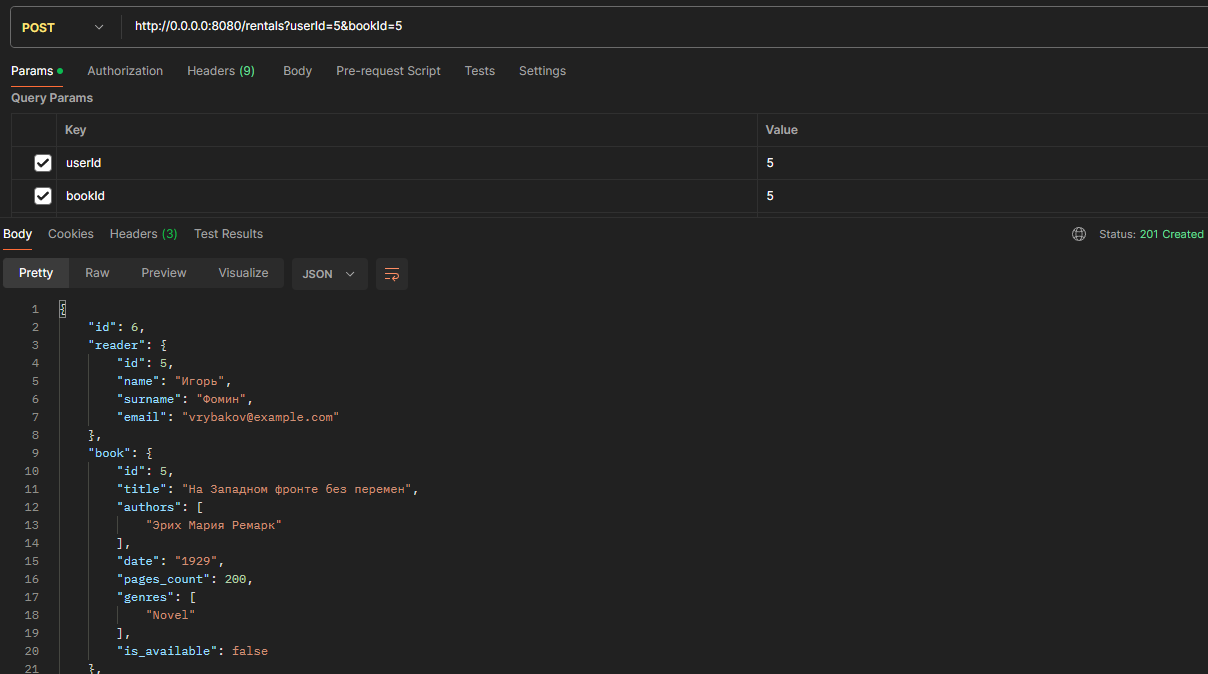 POST http://0.0.0.0:8080/rentals?userId=5&bookId=5
Params Authorization Headers (9) Body Pre-request Script Tests Settings
Query Params
Key Value
userId 5
bookId 5
Body Cookies Headers (3) Test Results Status: 201 Created
Pretty Raw Preview Visualize JSON
1 {
2 "id": 6,
3 "reader": {
4 "id": 5,
5 "name": "Игорь",
6 "surname": "Фомин",
7 "email": "vrybakov@example.com"
8 },
9 "book": {
10 "id": 5,
11 "title": "На Западном фронте без перемен",
12 "authors": [
13 "Эрих Мария Ремарк"
14 ],
15 "date": "1929",
16 "pages_count": 200,
17 "genres": [
18 "Novel"
19 ],
20 "is_available": false
21 },